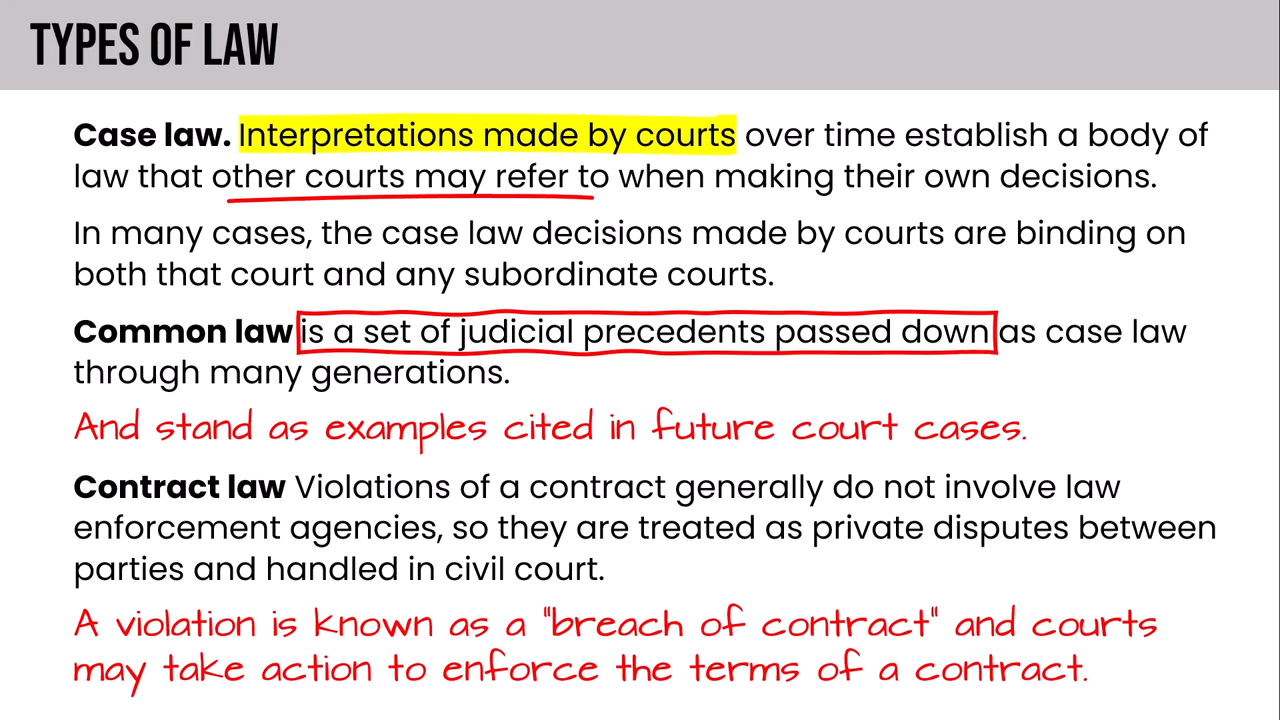 TYPES OF LAW
Case law. Interpretations made by courts over time establish a body of
law that other courts may refer to when making their own decisions.
In many cases, the case law decisions made by courts are binding on
both that court and any subordinate courts.
Common law is a set of judicial precedents passed down as case law
through many generations.
And stand as examples cited in future court cases.
Contract law Violations of a contract generally do not involve law
enforcement agencies, so they are treated as private disputes between
parties and handled in civil court.
A violation is known as a "breach of contract" and courts
may take action to enforce the terms of a contract.